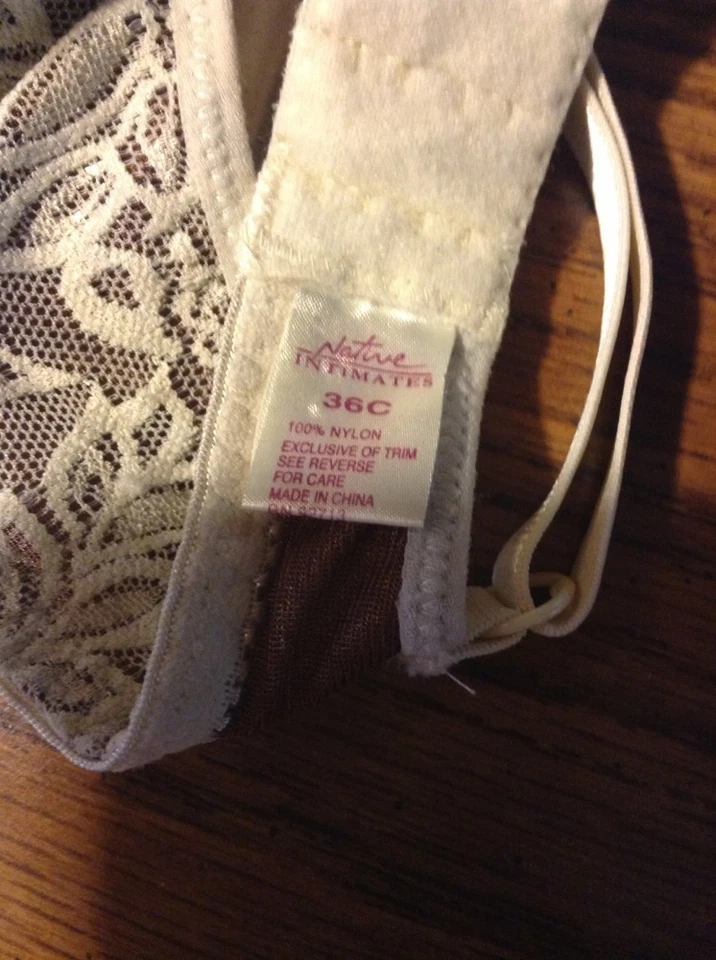 Native
INTIMATES
36C
100% NYLON
EXCLUSIVE OF TRIM
SEE REVERSE
FOR CARE
MADE IN CHINA